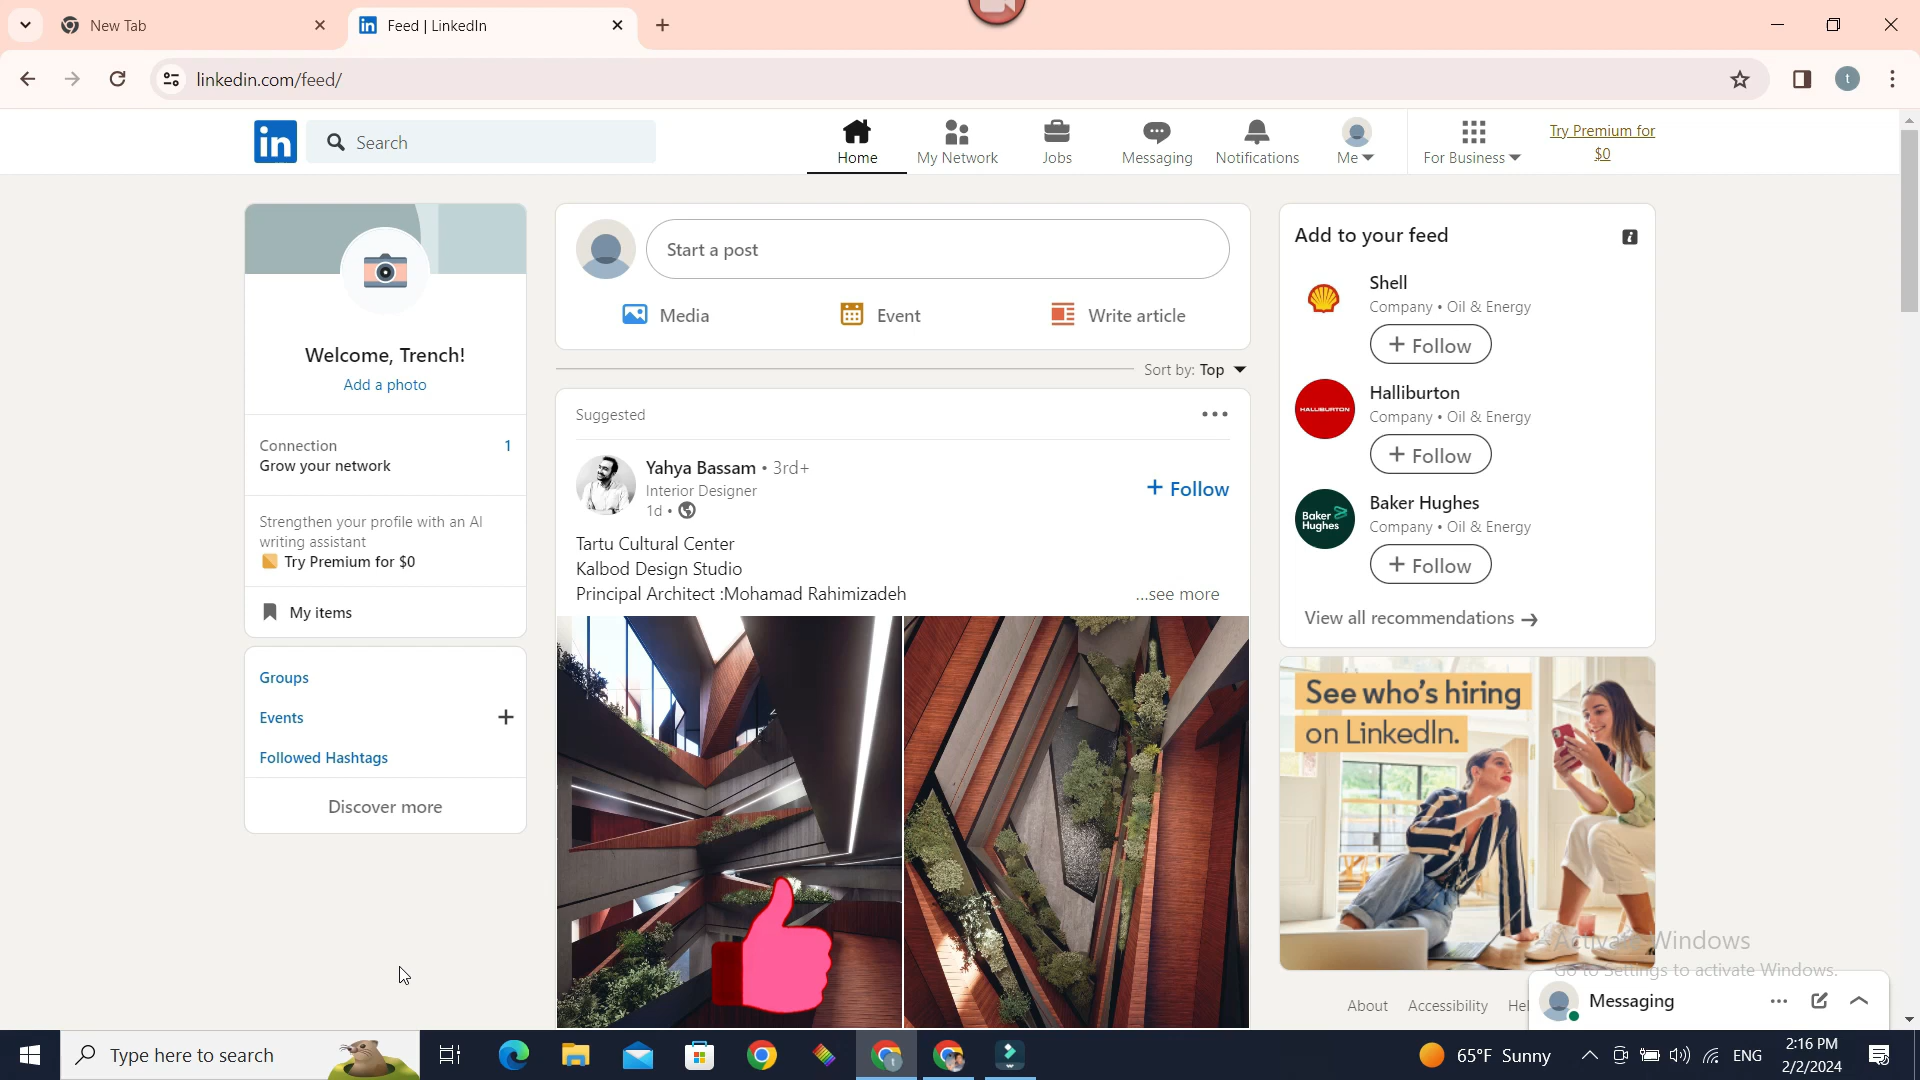 New Tab
Feed | LinkedIn
linkedin.com/feed/
t
in
Search
Home
My Network
Jobs
Messaging
Notifications
Me
For Business
Try Premium for
$0
Welcome, Trench!
Add a photo
Connection 1
Grow your network
Strengthen your profile with an AI
writing assistant
Try Premium for $0
My items
Groups
Events
Followed Hashtags
Discover more
Start a post
Media
Event
Write article
Sort by: Top
Suggested
Yahya Bassam • 3rd+
Interior Designer
1d •
+ Follow
Tartu Cultural Center
Kalbod Design Studio
Principal Architect :Mohamad Rahimizadeh
...see more
Add to your feed
Shell
Company • Oil & Energy
+ Follow
HALLIBURTON
Halliburton
Company • Oil & Energy
+ Follow
Baker
Hughes
Baker Hughes
Company • Oil & Energy
+ Follow
View all recommendations
See who's hiring
on LinkedIn.
Activate Windows
Go to Settings to activate Windows.
About
Accessibility
Hel
Messaging
Type here to search
t
65°F Sunny
ENG
2:16 PM
2/2/2024